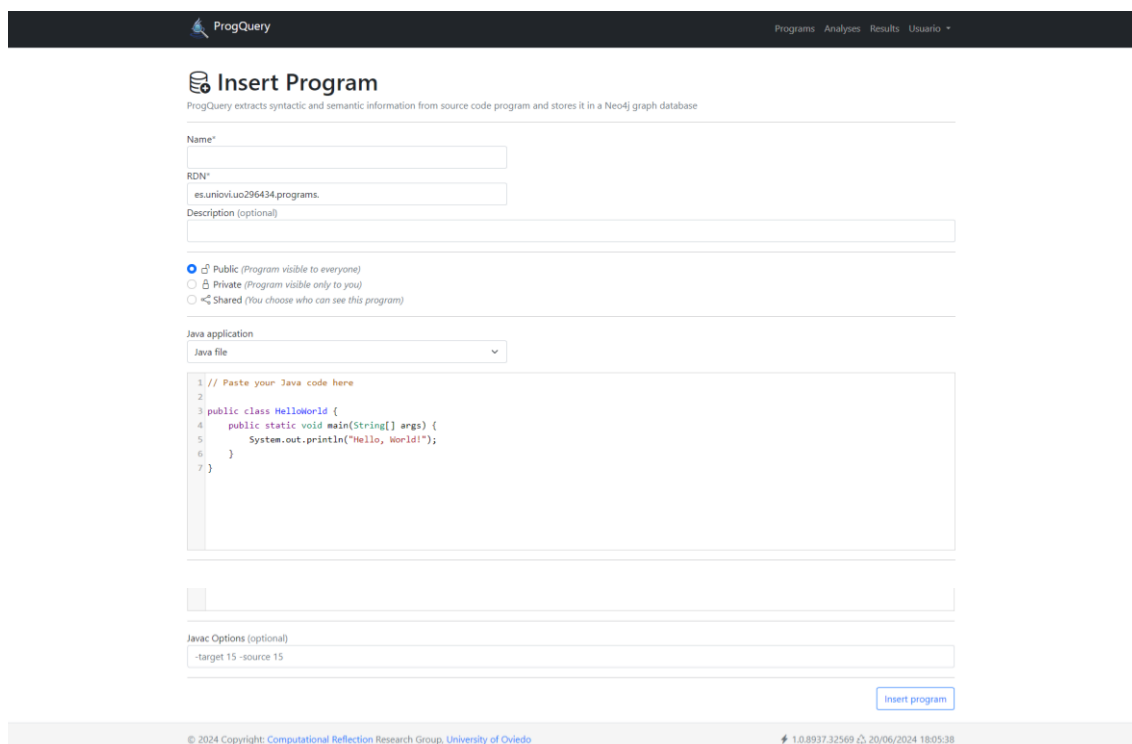 ProgQuery
Programs Analyses Results Usuario
Insert Program
ProgQuery extracts syntactic and semantic information from source code program and stores it in a Neo4j graph database
Name*
RDN*
es.uniovi.uo296434.programs.
Description (optional)
Public (Program visible to everyone)
Private (Program visible only to you)
Shared (You choose who can see this program)
Java application
Java file
1 // Paste your Java code here
2
3 public class HelloWorld {
4     public static void main(String[] args) {
5         System.out.println("Hello, World!");
6     }
7 }
Javac Options (optional)
-target 15 -source 15
Insert program
© 2024 Copyright: Computational Reflection Research Group, University of Oviedo
1.0.8937.32569 20/06/2024 18:05:38